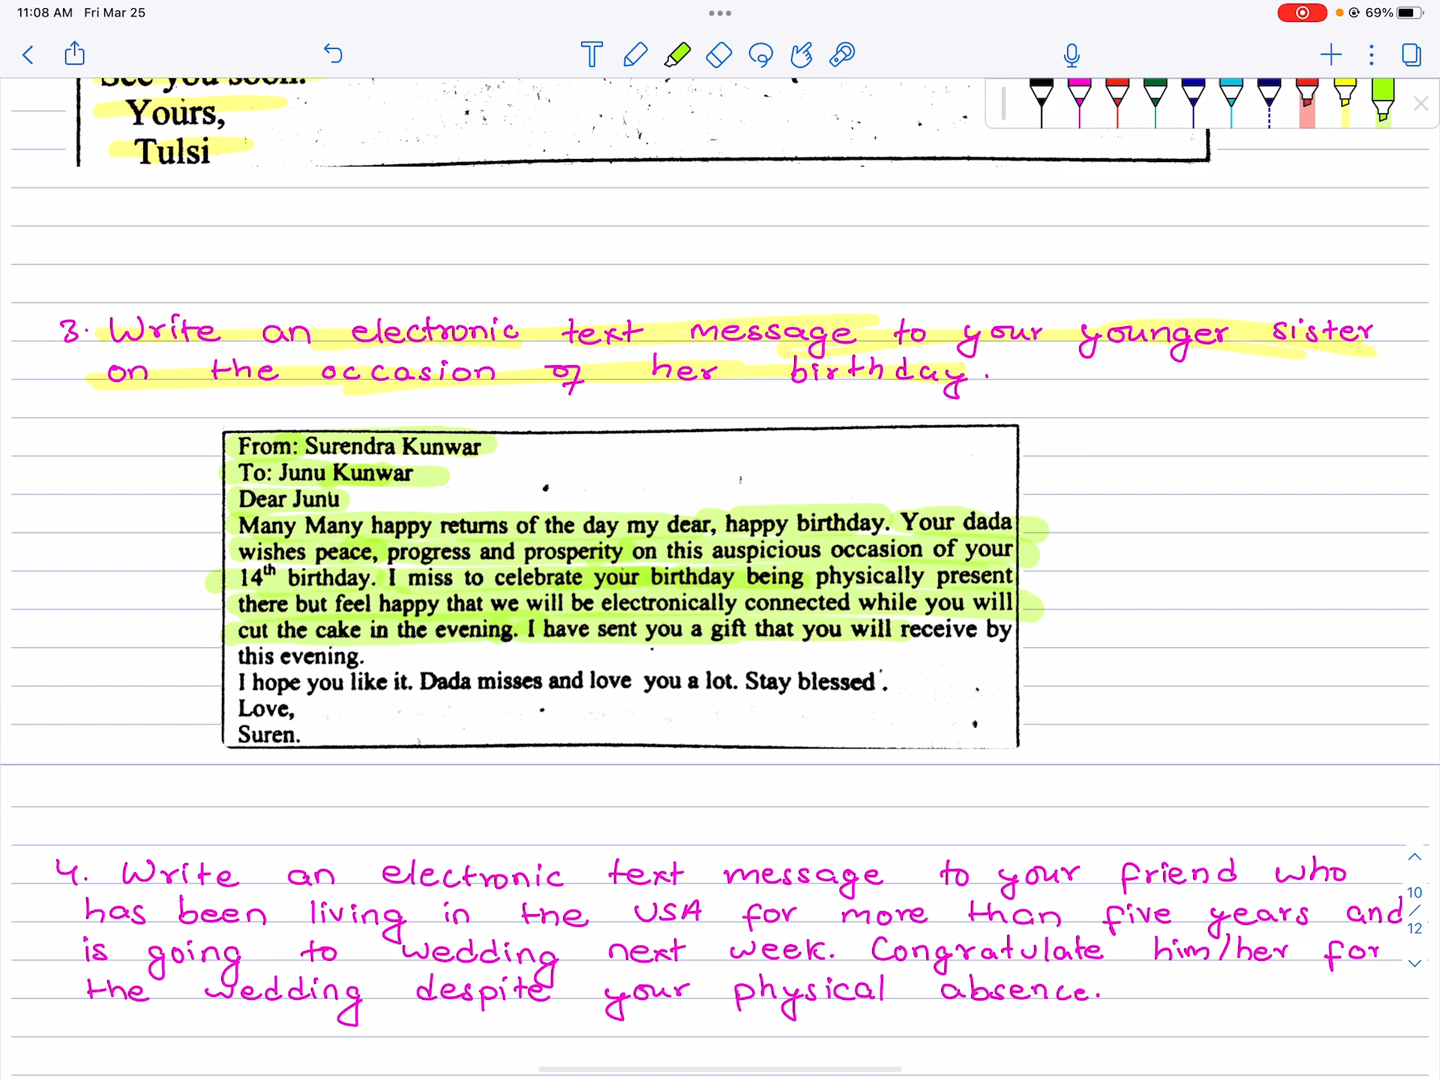 11:08 AM Fri Mar 25
69%
See you soon.
Yours,
Tulsi
3. Write an electronic text message to your younger sister
on the occasion of her birthday.
From: Surendra Kunwar
To: Junu Kunwar
Dear Junu
Many Many happy returns of the day my dear, happy birthday. Your dada
wishes peace, progress and prosperity on this auspicious occasion of your
14th birthday. I miss to celebrate your birthday being physically present
there but feel happy that we will be electronically connected while you will
cut the cake in the evening. I have sent you a gift that you will receive by
this evening.
I hope you like it. Dada misses and love you a lot. Stay blessed.
Love,
Suren.
4. Write an electronic text message to your friend who
has been living in the USA for more than five years and
is going to wedding next week. Congratulate him/her for
the wedding despite your physical absence.
10/12